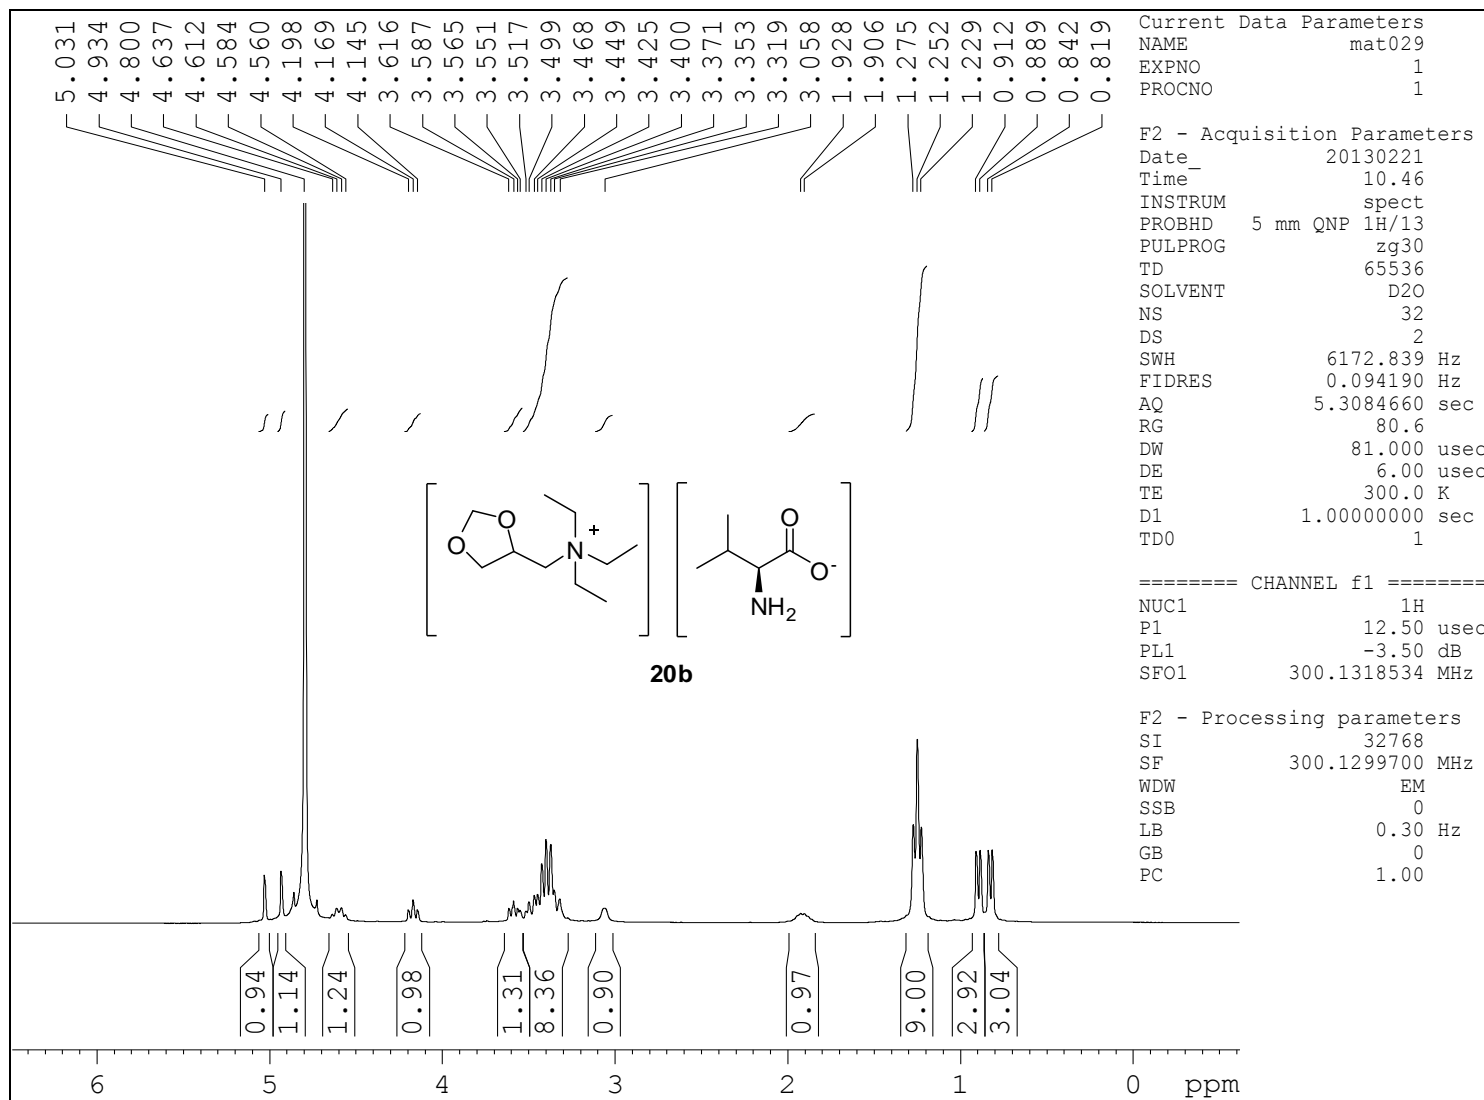 5.031
4.934
4.800
4.637
4.612
4.584
4.560
4.198
4.169
4.145
3.616
3.587
3.565
3.551
3.517
3.499
3.468
3.449
3.425
3.400
3.371
3.353
3.319
3.058
1.928
1.906
1.275
1.252
1.229
0.912
0.889
0.842
0.819
Current Data Parameters
NAME mat029
EXPNO 1
PROCNO 1
F2 - Acquisition Parameters
Date_ 20130221
Time 10.46
INSTRUM spect
PROBHD 5 mm QNP 1H/13
PULPROG zg30
TD 65536
SOLVENT D2O
NS 32
DS 2
SWH 6172.839 Hz
FIDRES 0.094190 Hz
AQ 5.3084660 sec
RG 80.6
DW 81.000 usec
DE 6.00 usec
TE 300.0 K
D1 1.00000000 sec
TD0 1
======== CHANNEL f1 ========
NUC1 1H
P1 12.50 usec
PL1 -3.50 dB
SFO1 300.1318534 MHz
F2 - Processing parameters
SI 32768
SF 300.1299700 MHz
WDW EM
SSB 0
LB 0.30 Hz
GB 0
PC 1.00
O
O
N
+
O
O-
NH2
20b
0.94
1.14
1.24
0.98
1.31
8.36
0.90
0.97
9.00
2.92
3.04
6 5 4 3 2 1 0 ppm